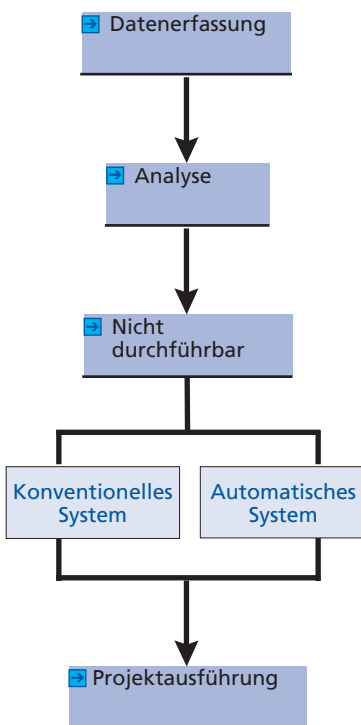 Datenerfassung
Analyse
Nicht
durchführbar
Konventionelles
System
Automatisches
System
Projektausführung